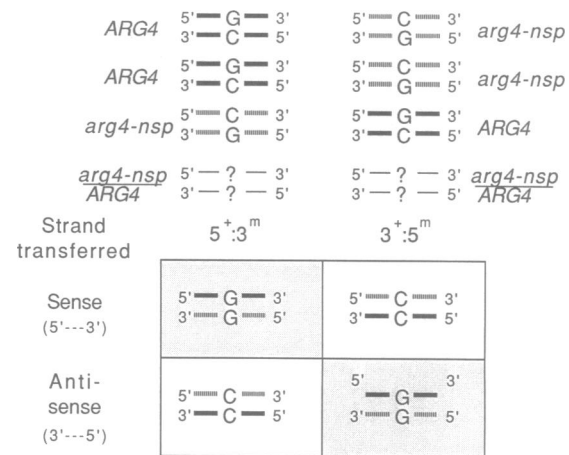 ARG4 5' G 3' 5' C 3' arg4-nsp
3' C 5' 3' G 5'
ARG4 5' G 3' 5' C 3' arg4-nsp
3' C 5' 3' G 5'
arg4-nsp 5' C 3' 5' G 3' ARG4
3' G 5' 3' C 5'
arg4-nsp 5' — ? — 3' 5' — ? — 3' arg4-nsp
ARG4 3' — ? — 5' 3' — ? — 5' ARG4
Strand transferred 5⁺:3ᵐ 3⁺:5ᵐ
Sense 5' G 3' 5' C 3'
(5'---3') 3' G 5' 3' C 5'
Anti-sense 5' C 3' 5' G 3'
(3'---5') 3' C 5' 3' G 5'